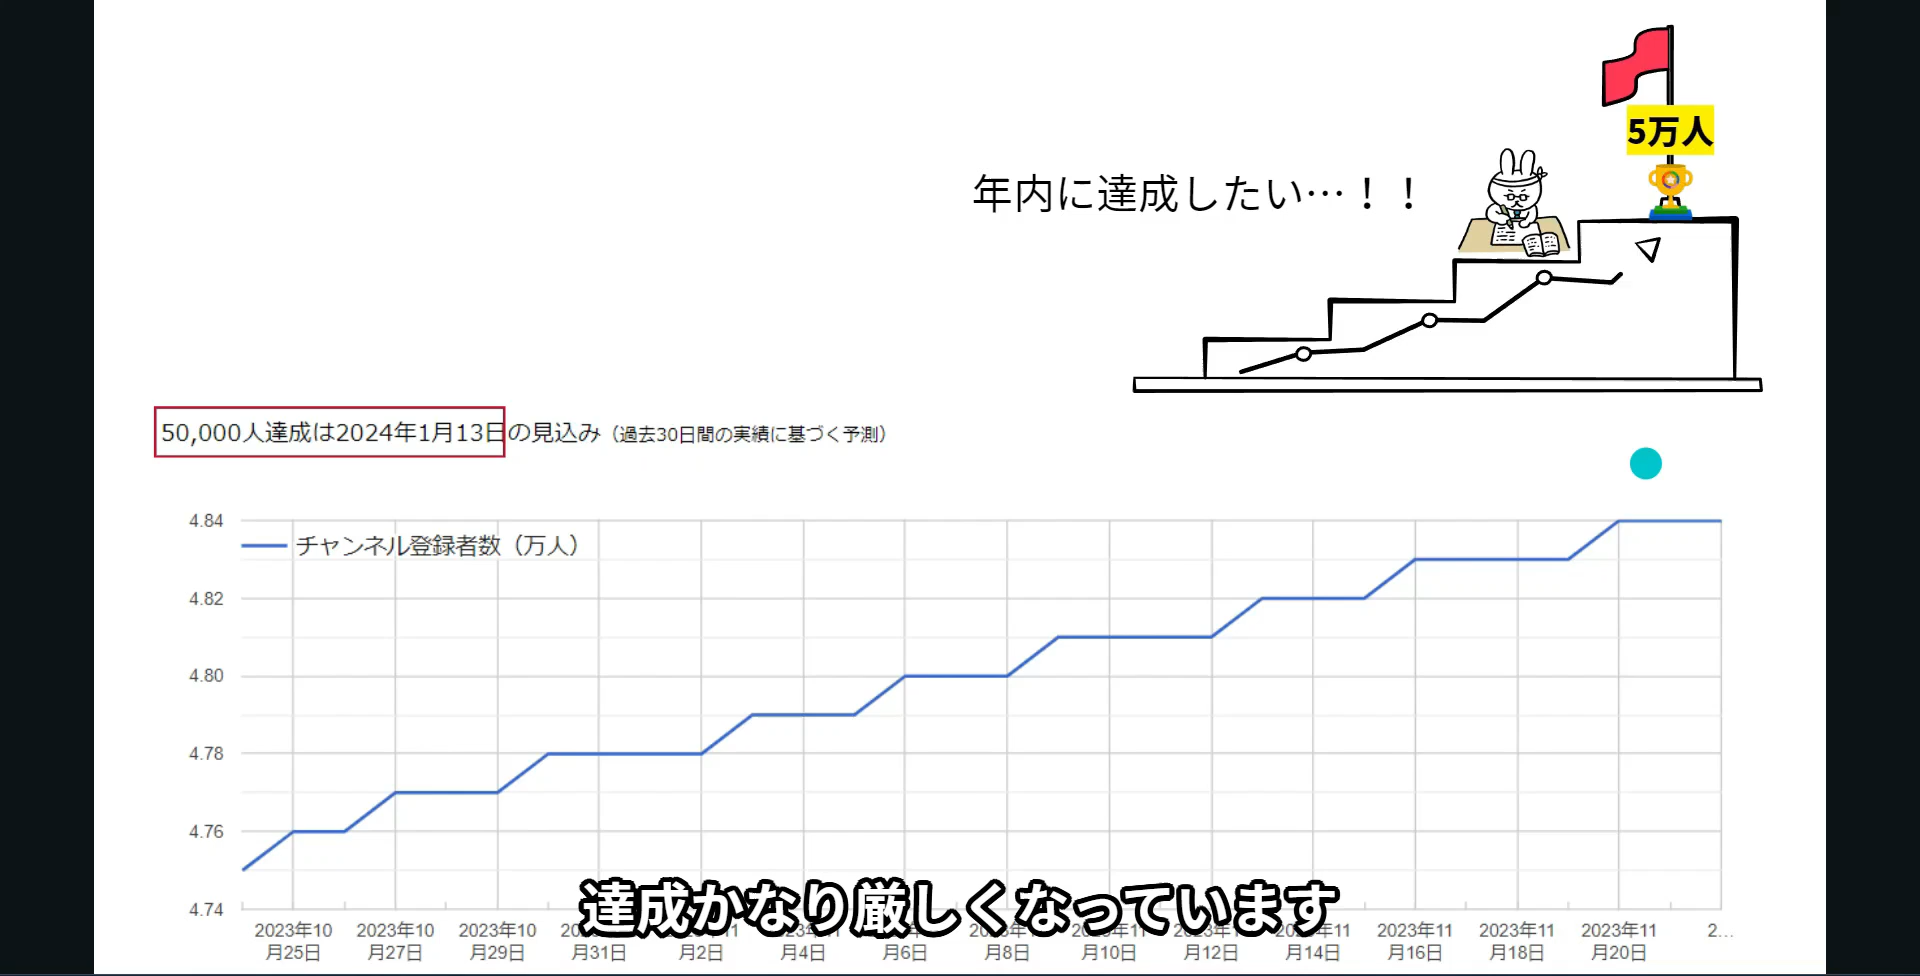 5万人
年内に達成したい…！！
50,000人達成は2024年1月13日の見込み（過去30日間の実績に基づく予測）
チャンネル登録者数（万人）
4.84
4.82
4.80
4.78
4.76
4.74
達成かなり厳しくなっています
2023年10月25日
2023年10月27日
2023年10月29日
月31日
月2日
月4日
月6日
月8日
月10日
月12日
月14日
2023年11月16日
2023年11月18日
2023年11月20日
2…